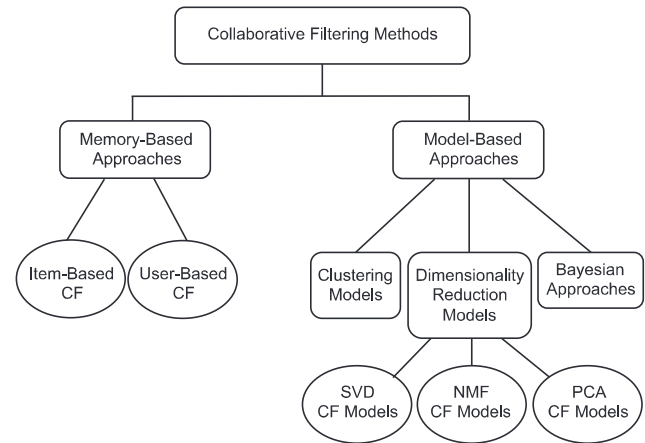 Collaborative Filtering Methods
Memory-Based
Approaches
Model-Based
Approaches
Item-Based
CF
User-Based
CF
Clustering
Models
Dimensionality
Reduction
Models
Bayesian
Approaches
SVD
CF Models
NMF
CF Models
PCA
CF Models